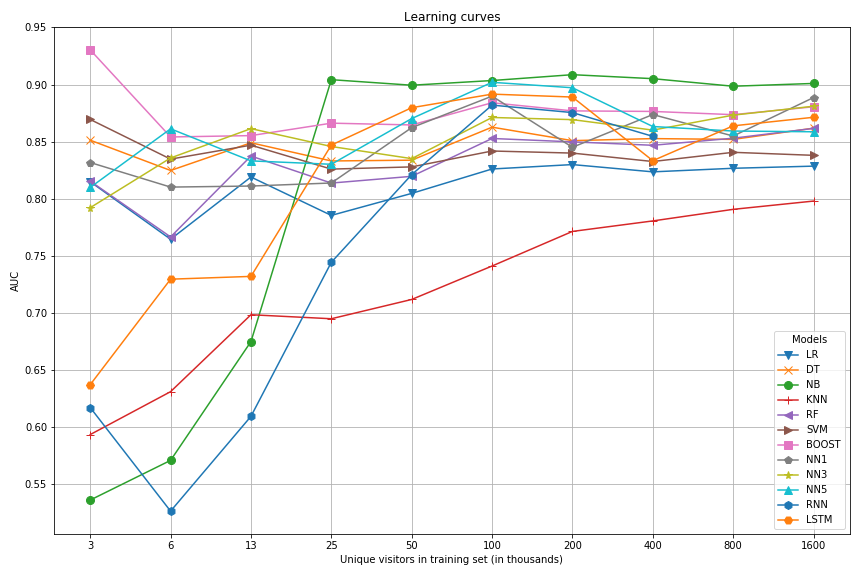 Learning curves
0.95
0.90
0.85
0.80
0.75
0.70
0.65
0.60
0.55
AUC
3 6 13 25 50 100 200 400 800 1600
Unique visitors in training set (in thousands)
Models
LR
DT
NB
KNN
RF
SVM
BOOST
NN1
NN3
NN5
RNN
LSTM